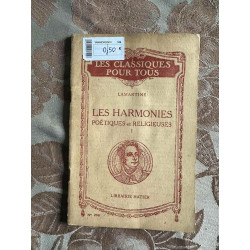 0,50 €
LES CLASSIQUES
POUR TOUS
LAMARTINE
LES HARMONIES
POÉTIQUES ET RELIGIEUSES
I
LIBRAIRIE HATIER